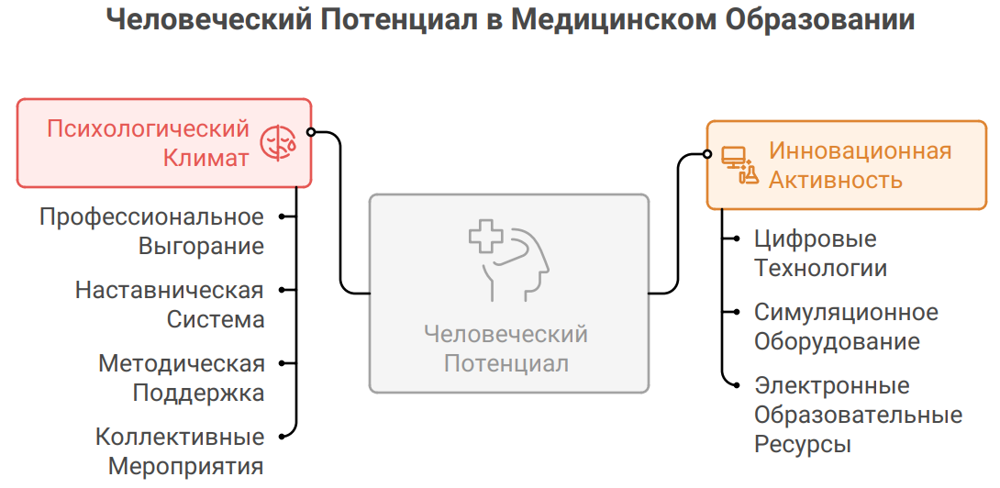 Человеческий Потенциал в Медицинском Образовании
Психологический
Климат
Профессиональное
Выгорание
Наставническая
Система
Методическая
Поддержка
Коллективные
Мероприятия
Человеческий
Потенциал
Инновационная
Активность
Цифровые
Технологии
Симуляционное
Оборудование
Электронные
Образовательные
Ресурсы